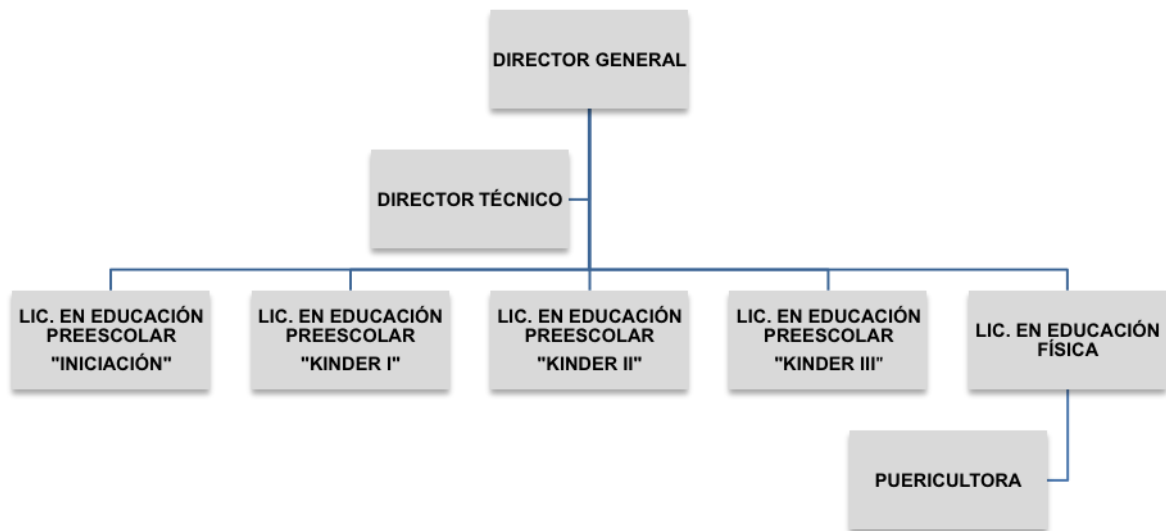 DIRECTOR GENERAL
DIRECTOR TÉCNICO
LIC. EN EDUCACIÓN
PREESCOLAR
"INICIACIÓN"
LIC. EN EDUCACIÓN
PREESCOLAR
"KINDER I"
LIC. EN EDUCACIÓN
PREESCOLAR
"KINDER II"
LIC. EN EDUCACIÓN
PREESCOLAR
"KINDER III"
LIC. EN EDUCACIÓN
FÍSICA
PUERICULTORA